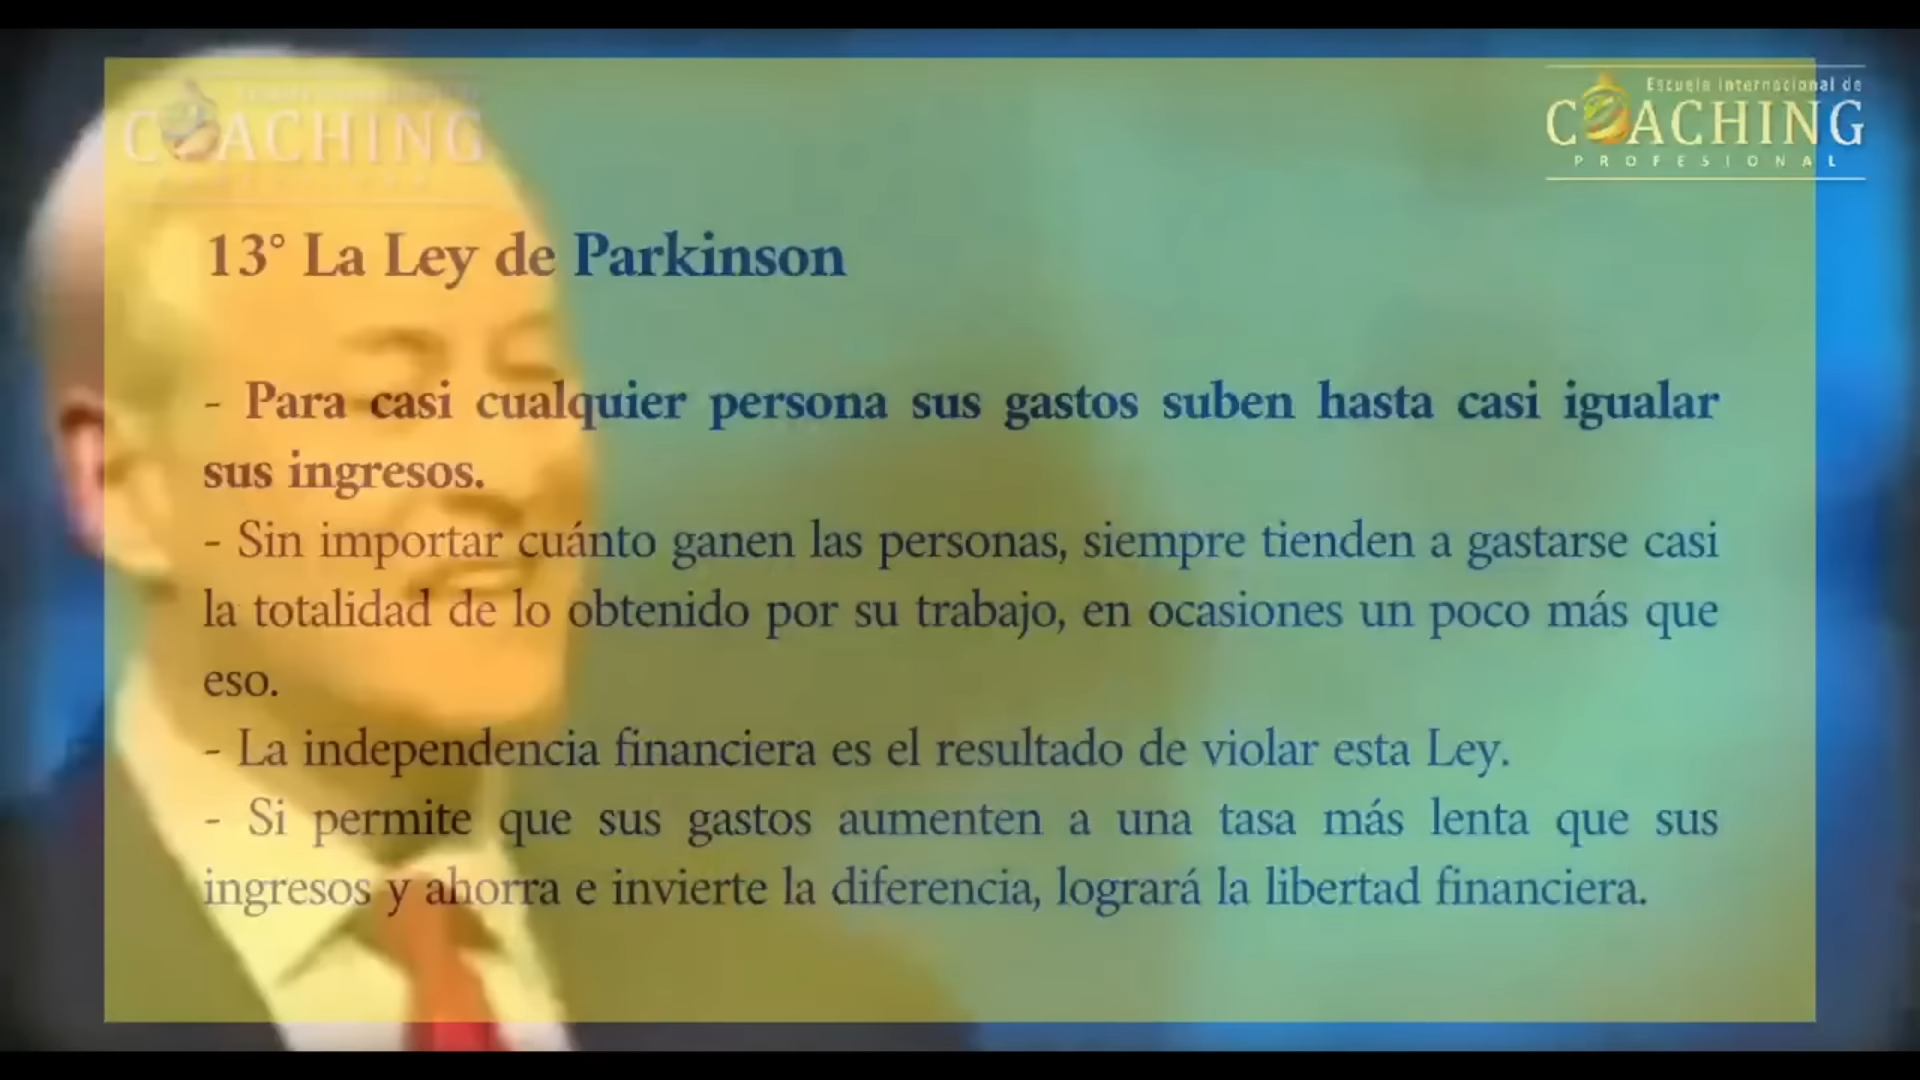 Escuela Internacional de
COACHING
PROFESIONAL
COACHING
13° La Ley de Parkinson
- Para casi cualquier persona sus gastos suben hasta casi igualar
sus ingresos.
- Sin importar cuánto ganen las personas, siempre tienden a gastarse casi
la totalidad de lo obtenido por su trabajo, en ocasiones un poco más que
eso.
- La independencia financiera es el resultado de violar esta Ley.
- Si permite que sus gastos aumenten a una tasa más lenta que sus
ingresos y ahorra e invierte la diferencia, logrará la libertad financiera.